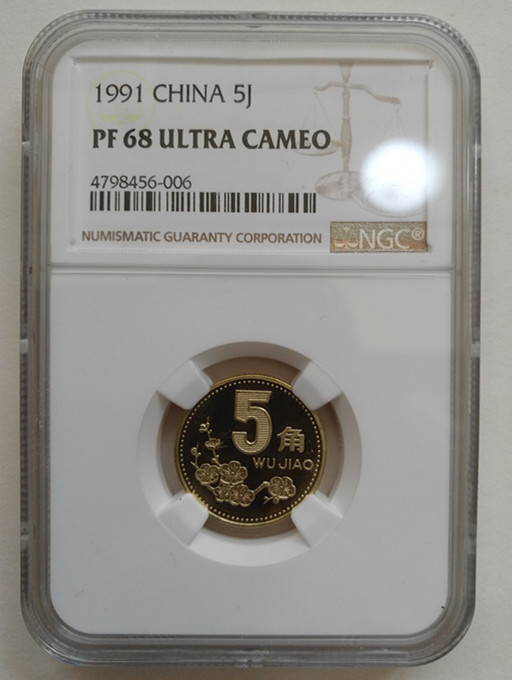 1991 CHINA 5J
PF 68 ULTRA CAMEO
4798456-006
NUMISMATIC GUARANTY CORPORATION
NGC®
5角
WU JIAO